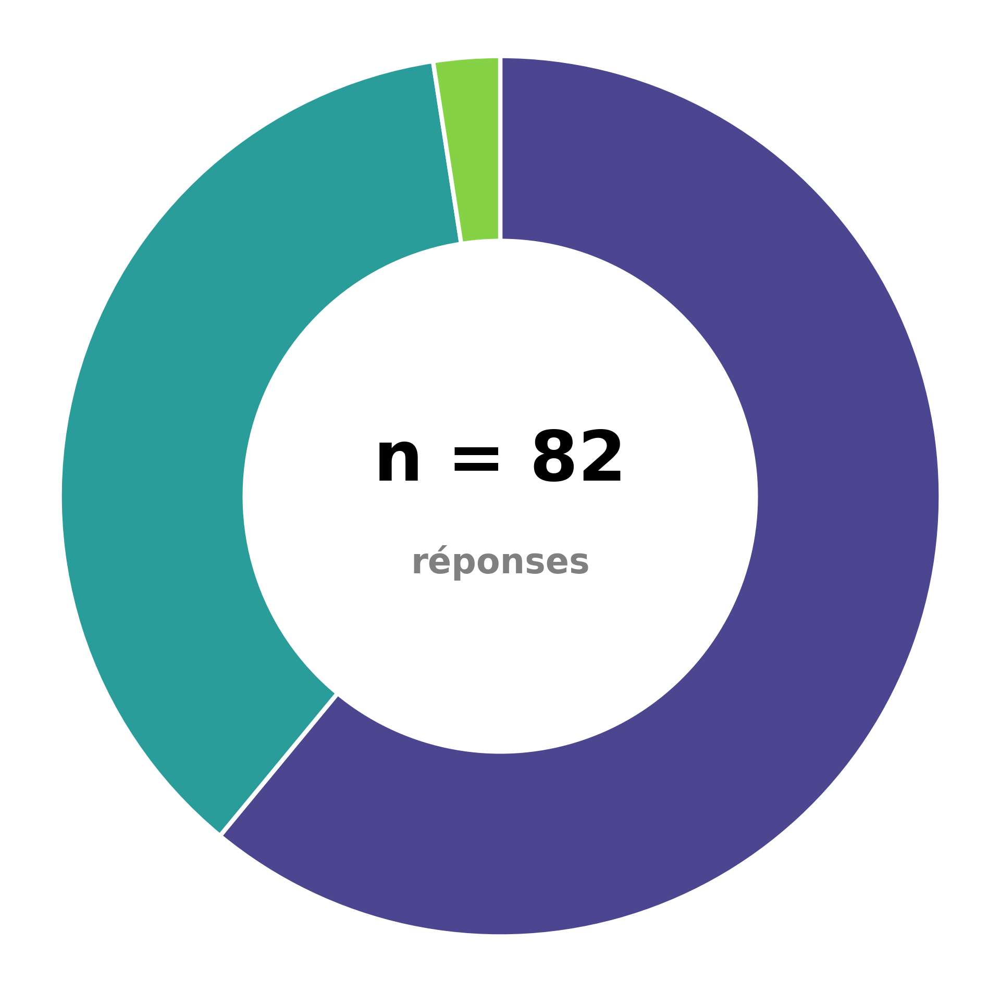 n = 82
réponses